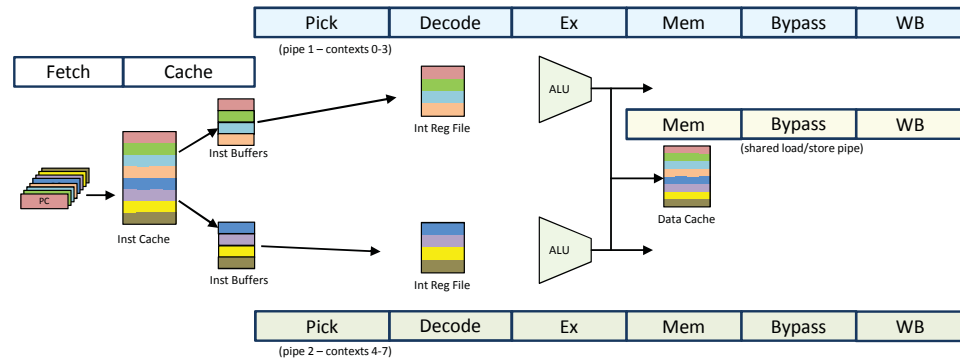 Pick Decode Ex Mem Bypass WB
(pipe 1 – contexts 0-3)
Fetch Cache
ALU
Inst Buffers
Int Reg File
Mem Bypass WB
(shared load/store pipe)
PC
Inst Cache
Data Cache
ALU
Inst Buffers
Int Reg File
Pick Decode Ex Mem Bypass WB
(pipe 2 – contexts 4-7)